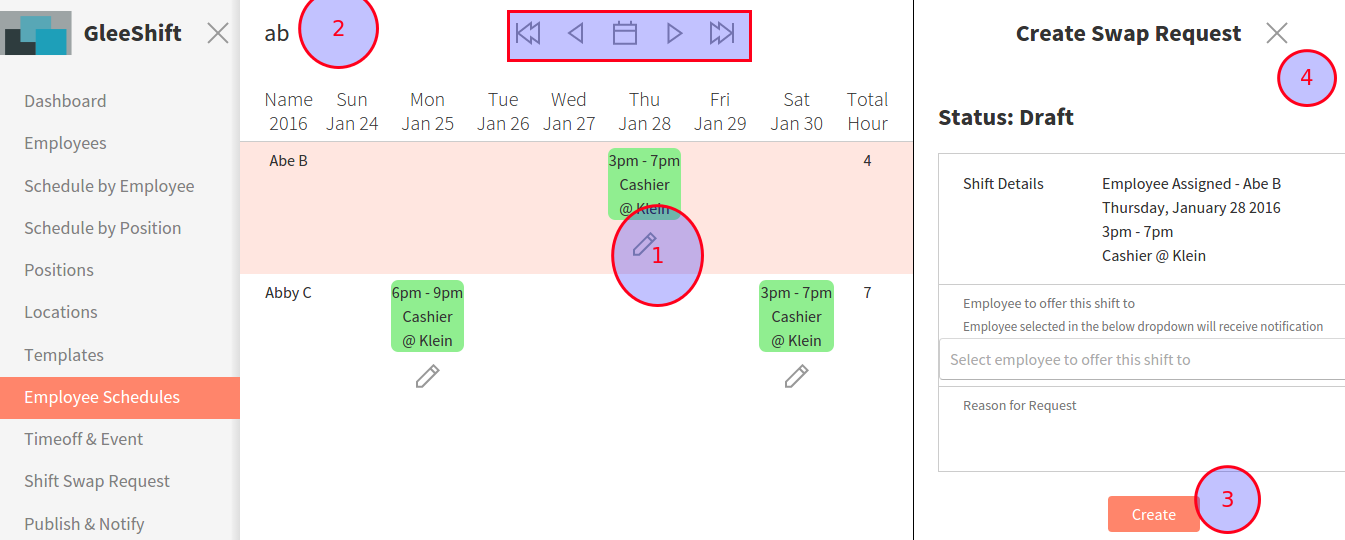 GleeShift
Dashboard
Employees
Schedule by Employee
Schedule by Position
Positions
Locations
Templates
Employee Schedules
Timeoff & Event
Shift Swap Request
Publish & Notify
ab
2
Name Sun Mon Tue Wed Thu Fri Sat Total
2016 Jan 24 Jan 25 Jan 26 Jan 27 Jan 28 Jan 29 Jan 30 Hour
Abe B 3pm - 7pm 4
Cashier
@ Klein
1
Abby C 6pm - 9pm 3pm - 7pm 7
Cashier Cashier
@ Klein @ Klein
Create Swap Request
4
Status: Draft
Shift Details Employee Assigned - Abe B
Thursday, January 28 2016
3pm - 7pm
Cashier @ Klein
Employee to offer this shift to
Employee selected in the below dropdown will receive notification
Select employee to offer this shift to
Reason for Request
3
Create